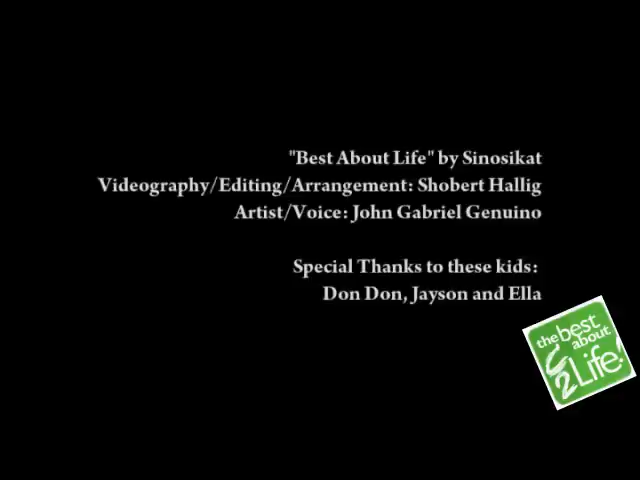 "Best About Life" by Sinosikat
Videography/Editing/Arrangement: Shobert Hallig
Artist/Voice: John Gabriel Genuino
Special Thanks to these kids:
Don Don, Jayson and Ella
the best
about
Life!